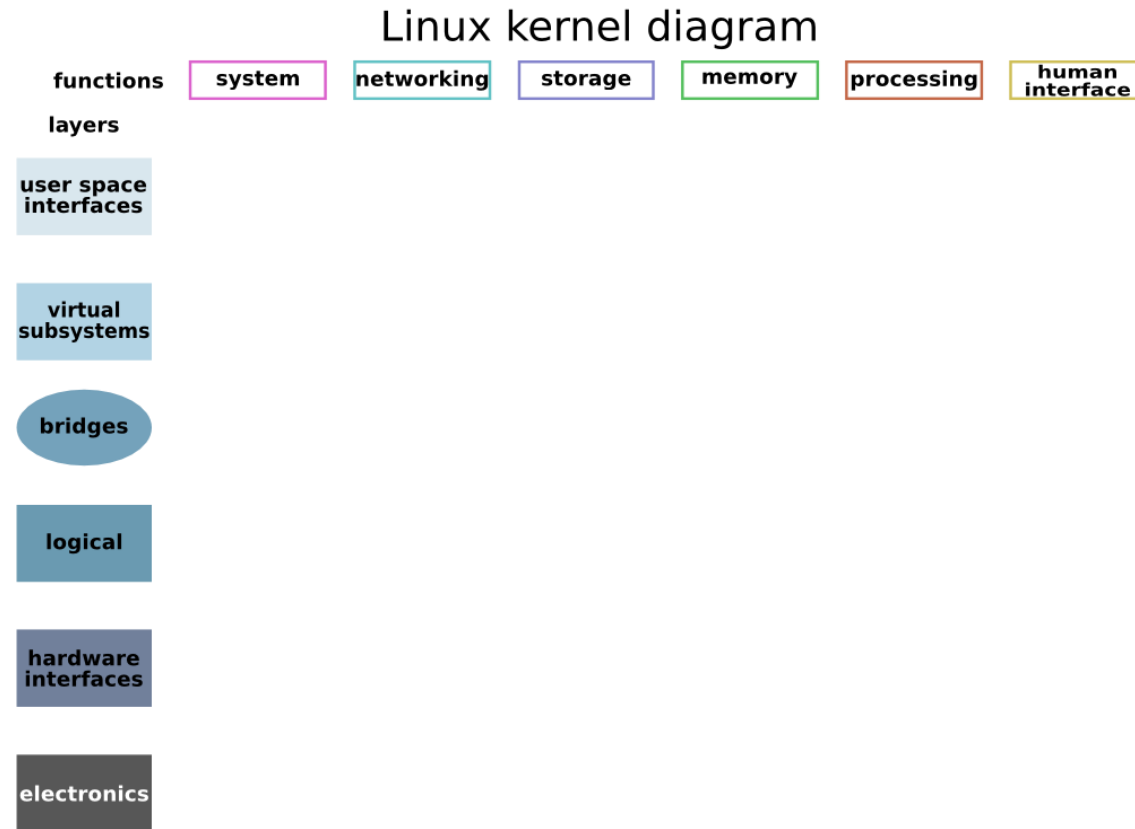 Linux kernel diagram
functions system networking storage memory processing human
interface
layers
user space
interfaces
virtual
subsystems
bridges
logical
hardware
interfaces
electronics